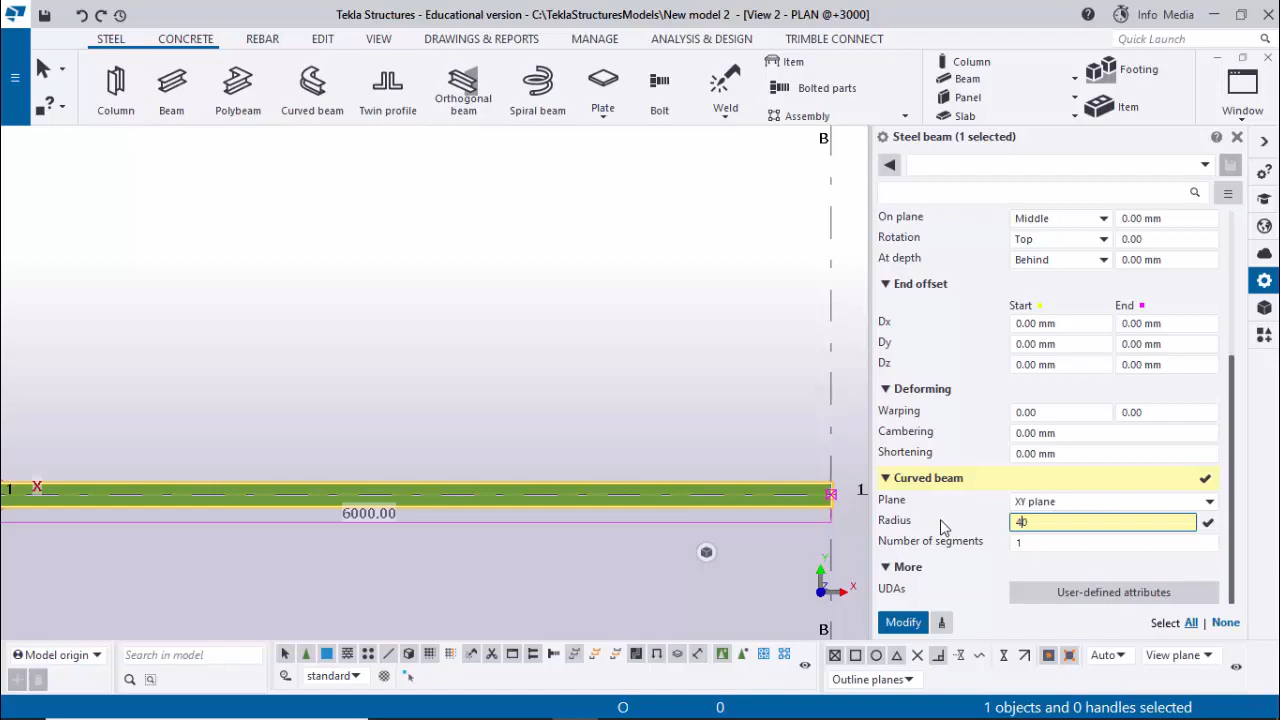 Tekla Structures - Educational version - C:\TeklaStructuresModels\New model 2 - [View 2 - PLAN @+3000]
Info Media
STEEL CONCRETE REBAR EDIT VIEW DRAWINGS & REPORTS MANAGE ANALYSIS & DESIGN TRIMBLE CONNECT
Quick Launch
Column
Beam
Polybeam
Curved beam
Twin profile
Orthogonal
beam
Spiral beam
Plate
Bolt
Weld
Item
Bolted parts
Assembly
Column
Beam
Panel
Slab
Footing
Item
Window
B
1
X
6000.00
1
Y
X
Z
B
Steel beam (1 selected)
On plane Middle 0.00 mm
Rotation Top 0.00
At depth Behind 0.00 mm
End offset
Start End
Dx 0.00 mm 0.00 mm
Dy 0.00 mm 0.00 mm
Dz 0.00 mm 0.00 mm
Deforming
Warping 0.00 0.00
Cambering 0.00 mm
Shortening 0.00 mm
Curved beam
Plane XY plane
Radius 40
Number of segments 1
More
UDAs User-defined attributes
Modify
Select All | None
Model origin
Search in model
standard
Auto
View plane
Outline planes
O 0 1 objects and 0 handles selected